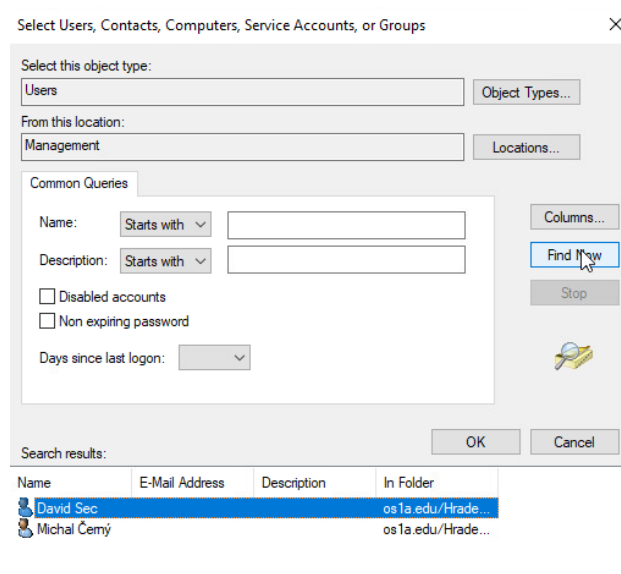 Select Users, Contacts, Computers, Service Accounts, or Groups
Select this object type:
Users
Object Types...
From this location:
Management
Locations...
Common Queries
Name:
Starts with
Columns...
Description:
Starts with
Find Now
Disabled accounts
Stop
Non expiring password
Days since last logon:
OK
Cancel
Search results:
Name E-Mail Address Description In Folder
David Sec os1a.edu/Hrade...
Michal Černý os1a.edu/Hrade...